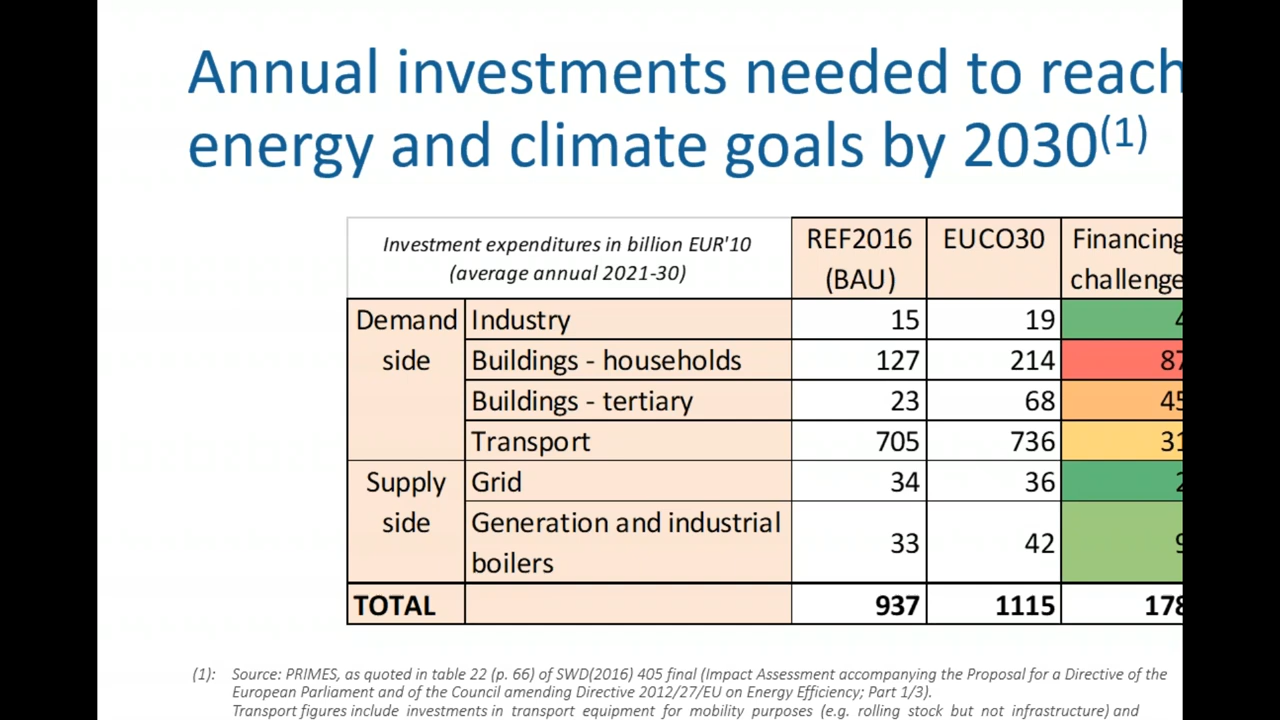 Annual investments needed to reach
energy and climate goals by 2030(1)
Investment expenditures in billion EUR'10
(average annual 2021-30)
REF2016
(BAU)
EUCO30
Financing
challenge
Demand
side
Industry 15 19 4
Buildings - households 127 214 87
Buildings - tertiary 23 68 45
Transport 705 736 31
Supply
side
Grid 34 36 2
Generation and industrial
boilers 33 42 9
TOTAL 937 1115 178
(1): Source: PRIMES, as quoted in table 22 (p. 66) of SWD(2016) 405 final (Impact Assessment accompanying the Proposal for a Directive of the
European Parliament and of the Council amending Directive 2012/27/EU on Energy Efficiency; Part 1/3).
Transport figures include investments in transport equipment for mobility purposes (e.g. rolling stock but not infrastructure) and